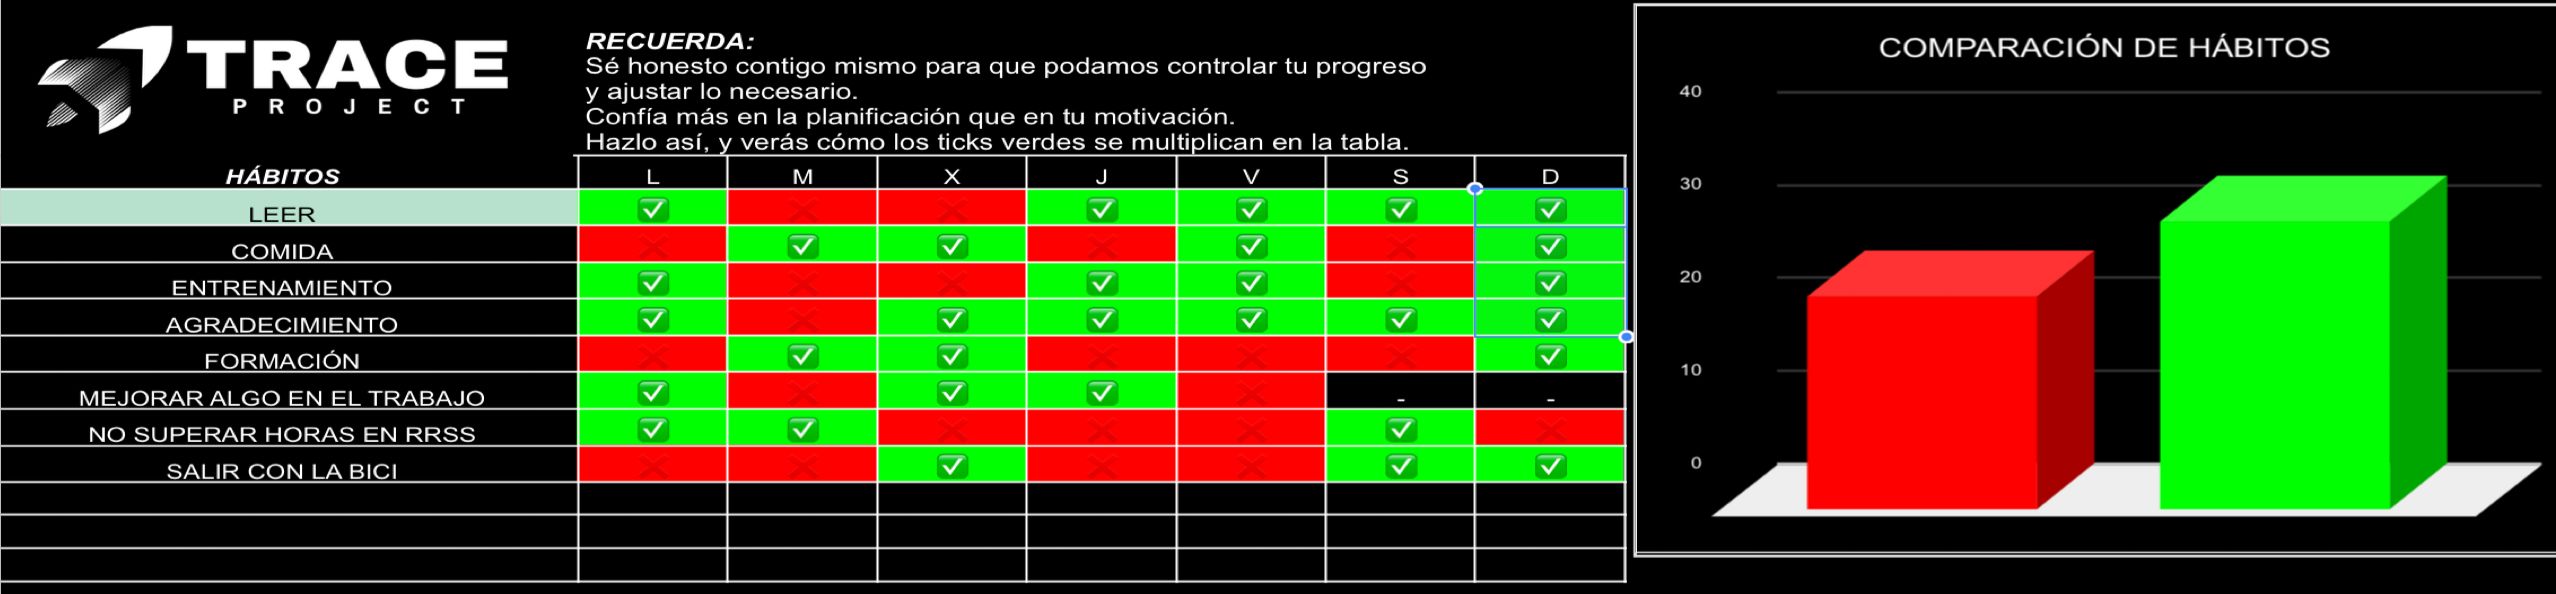 TRACE
PROJECT
RECUERDA:
Sé honesto contigo mismo para que podamos controlar tu progreso
y ajustar lo necesario.
Confía más en la planificación que en tu motivación.
Hazlo así, y verás cómo los ticks verdes se multiplican en la tabla.
HÁBITOS L M X J V S D
LEER ✅ ❌ ❌ ✅ ✅ ✅ ✅
COMIDA ❌ ✅ ✅ ❌ ✅ ❌ ✅
ENTRENAMIENTO ✅ ❌ ❌ ✅ ✅ ❌ ✅
AGRADECIMIENTO ✅ ❌ ✅ ✅ ✅ ✅ ✅
FORMACIÓN ❌ ✅ ✅ ❌ ❌ ❌ ✅
MEJORAR ALGO EN EL TRABAJO ✅ ❌ ✅ ✅ ❌ - -
NO SUPERAR HORAS EN RRSS ✅ ✅ ❌ ❌ ❌ ✅ ❌
SALIR CON LA BICI ❌ ❌ ✅ ❌ ❌ ✅ ✅
COMPARACIÓN DE HÁBITOS
40
30
20
10
0